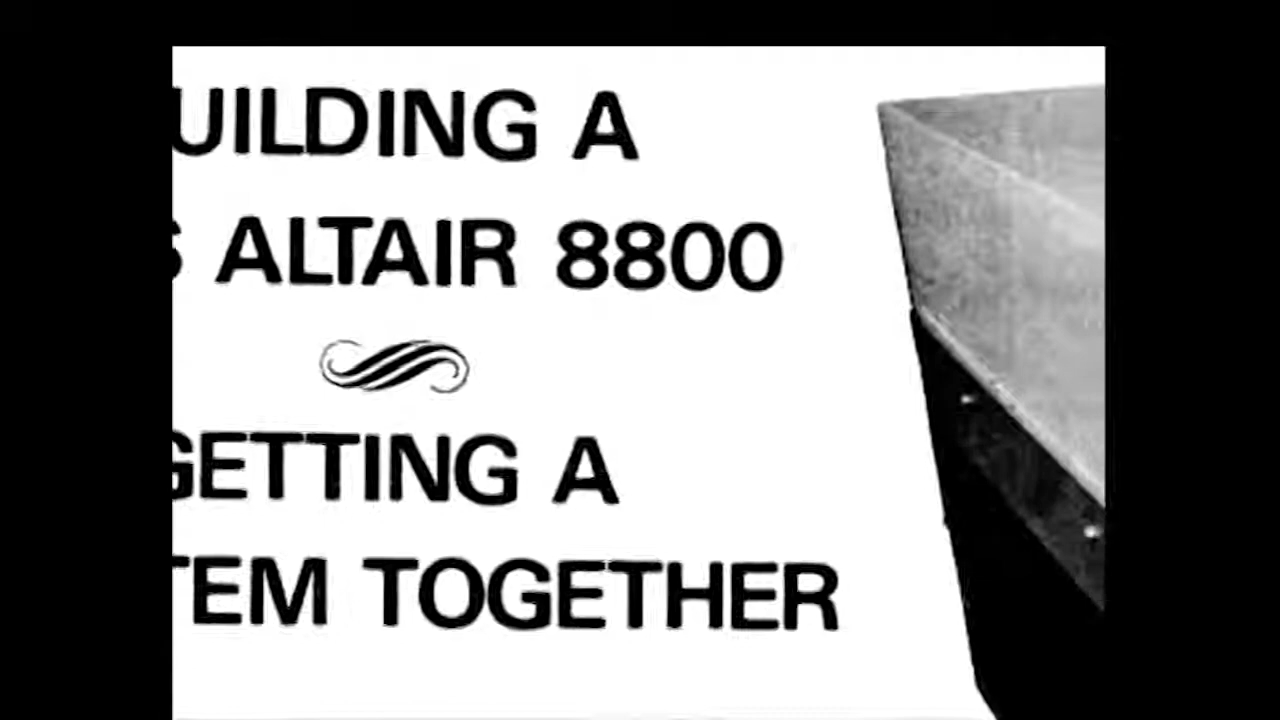 UILDING A
S ALTAIR 8800
GETTING A
TEM TOGETHER